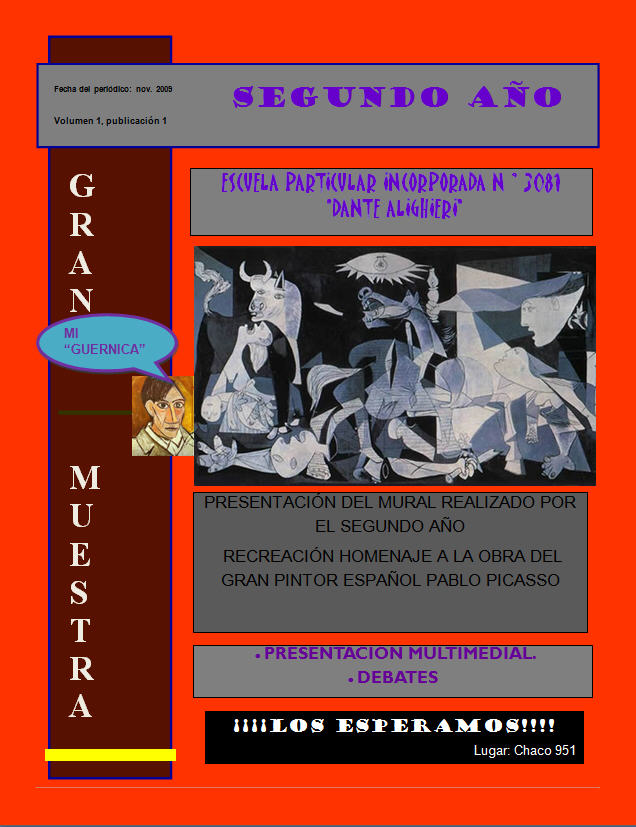 Fecha del periódico: nov. 2009
Volumen 1, publicación 1
SEGUNDO AÑO
ESCUELA PARTICULAR INCORPORADA N ° 3081
"DANTE ALIGHIERI"
GRAN
MI
“GUERNICA”
MUESTRA
PRESENTACIÓN DEL MURAL REALIZADO POR
EL SEGUNDO AÑO
RECREACIÓN HOMENAJE A LA OBRA DEL
GRAN PINTOR ESPAÑOL PABLO PICASSO
• PRESENTACION MULTIMEDIAL.
• DEBATES
¡¡¡¡LOS ESPERAMOS!!!!
Lugar: Chaco 951